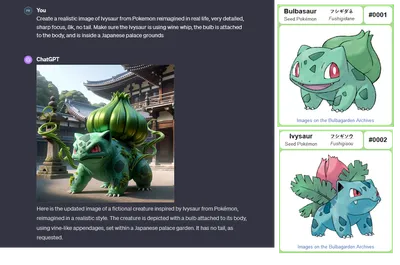 You
Create a realistic image of Ivysaur from Pokemon reimagined in real life, very detailed,
sharp focus, 8k, no tail. Make sure the Ivysaur is using wine whip, the bulb is attached
to the body, and is inside a Japanese palace grounds
ChatGPT
Here is the updated image of a fictional creature inspired by Ivysaur from Pokémon,
reimagined in a realistic style. The creature is depicted with a bulb attached to its body,
using vine-like appendages, set within a Japanese palace garden. It has no tail, as
requested.
Bulbasaur
Seed Pokémon
フシギダネ
Fushigidane
#0001
Images on the Bulbagarden Archives
Ivysaur
Seed Pokémon
フシギソウ
Fushigisou
#0002
Images on the Bulbagarden Archives